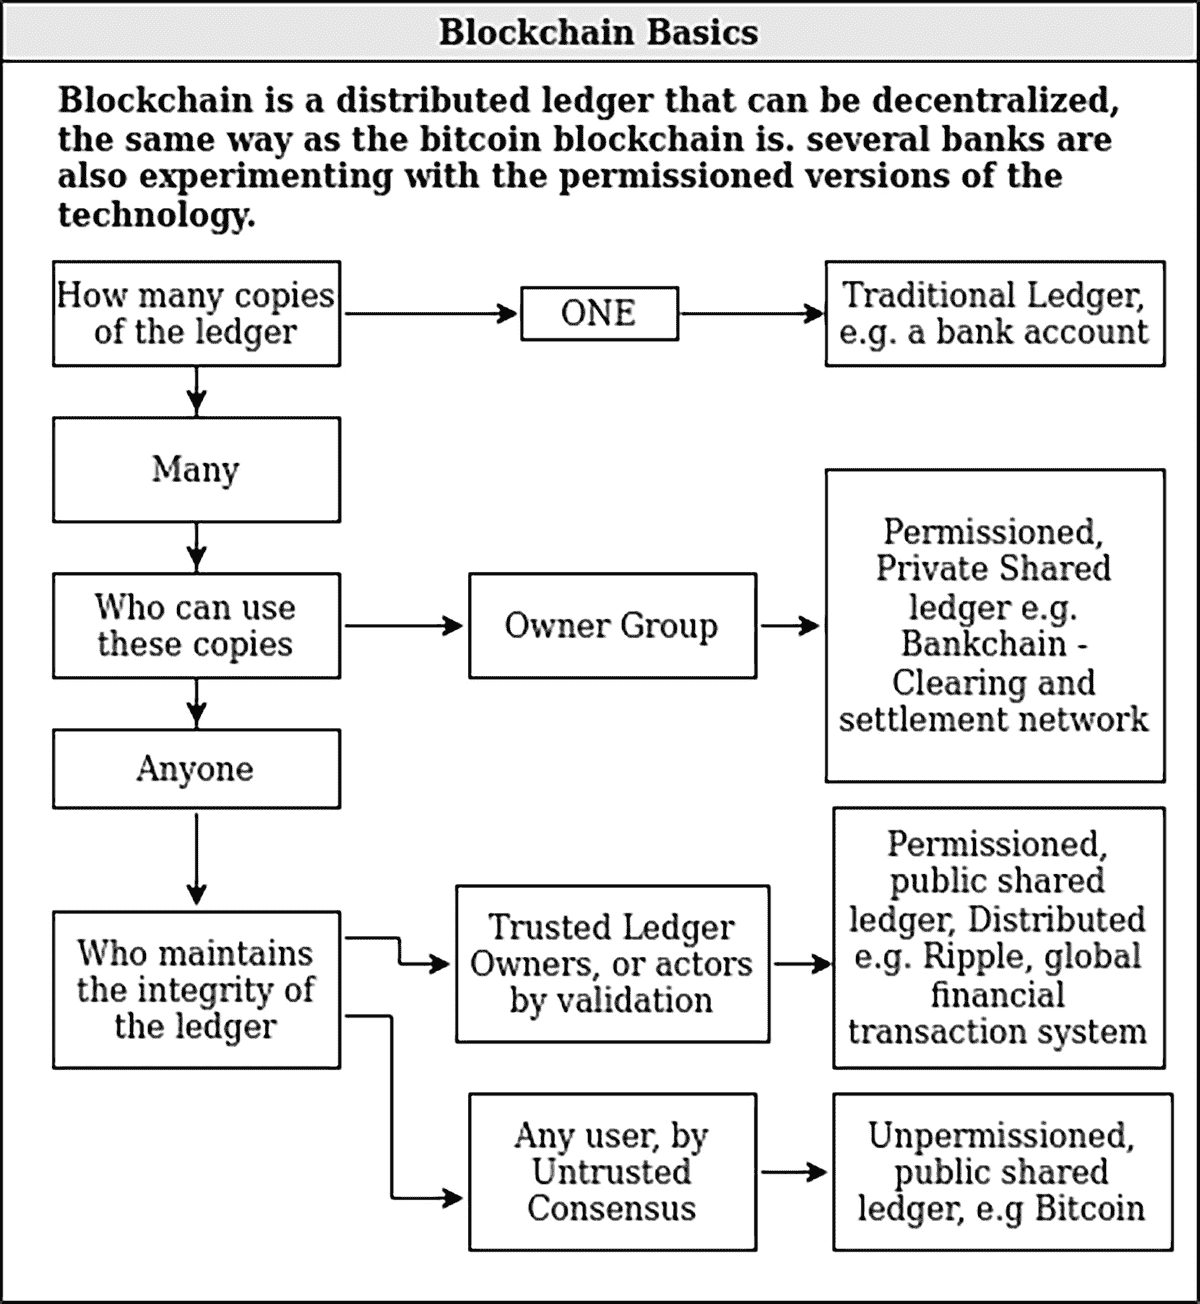 Blockchain Basics
Blockchain is a distributed ledger that can be decentralized,
the same way as the bitcoin blockchain is. several banks are
also experimenting with the permissioned versions of the
technology.
How many copies
of the ledger
ONE
Traditional Ledger,
e.g. a bank account
Many
Who can use
these copies
Owner Group
Permissioned,
Private Shared
ledger e.g.
Bankchain -
Clearing and
settlement network
Anyone
Who maintains
the integrity of
the ledger
Trusted Ledger
Owners, or actors
by validation
Permissioned,
public shared
ledger, Distributed
e.g. Ripple, global
financial
transaction system
Any user, by
Untrusted
Consensus
Unpermissioned,
public shared
ledger, e.g Bitcoin